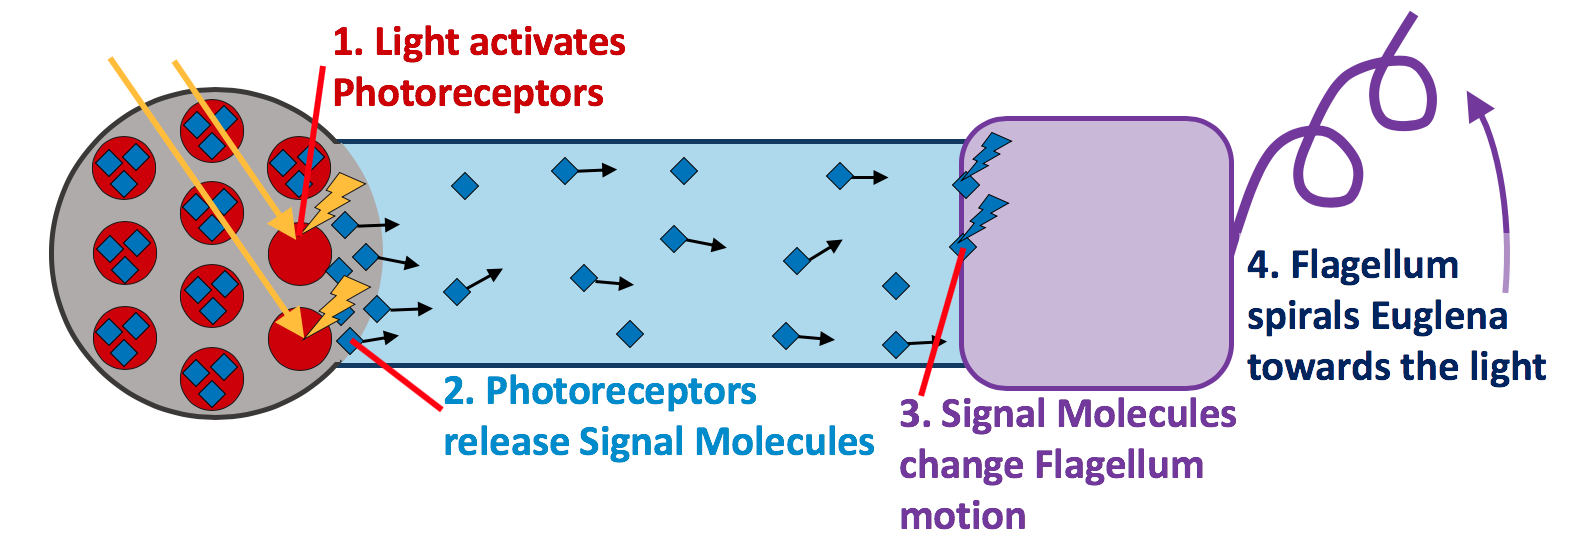 1. Light activates
Photoreceptors
2. Photoreceptors
release Signal Molecules
3. Signal Molecules
change Flagellum
motion
4. Flagellum
spirals Euglena
towards the light